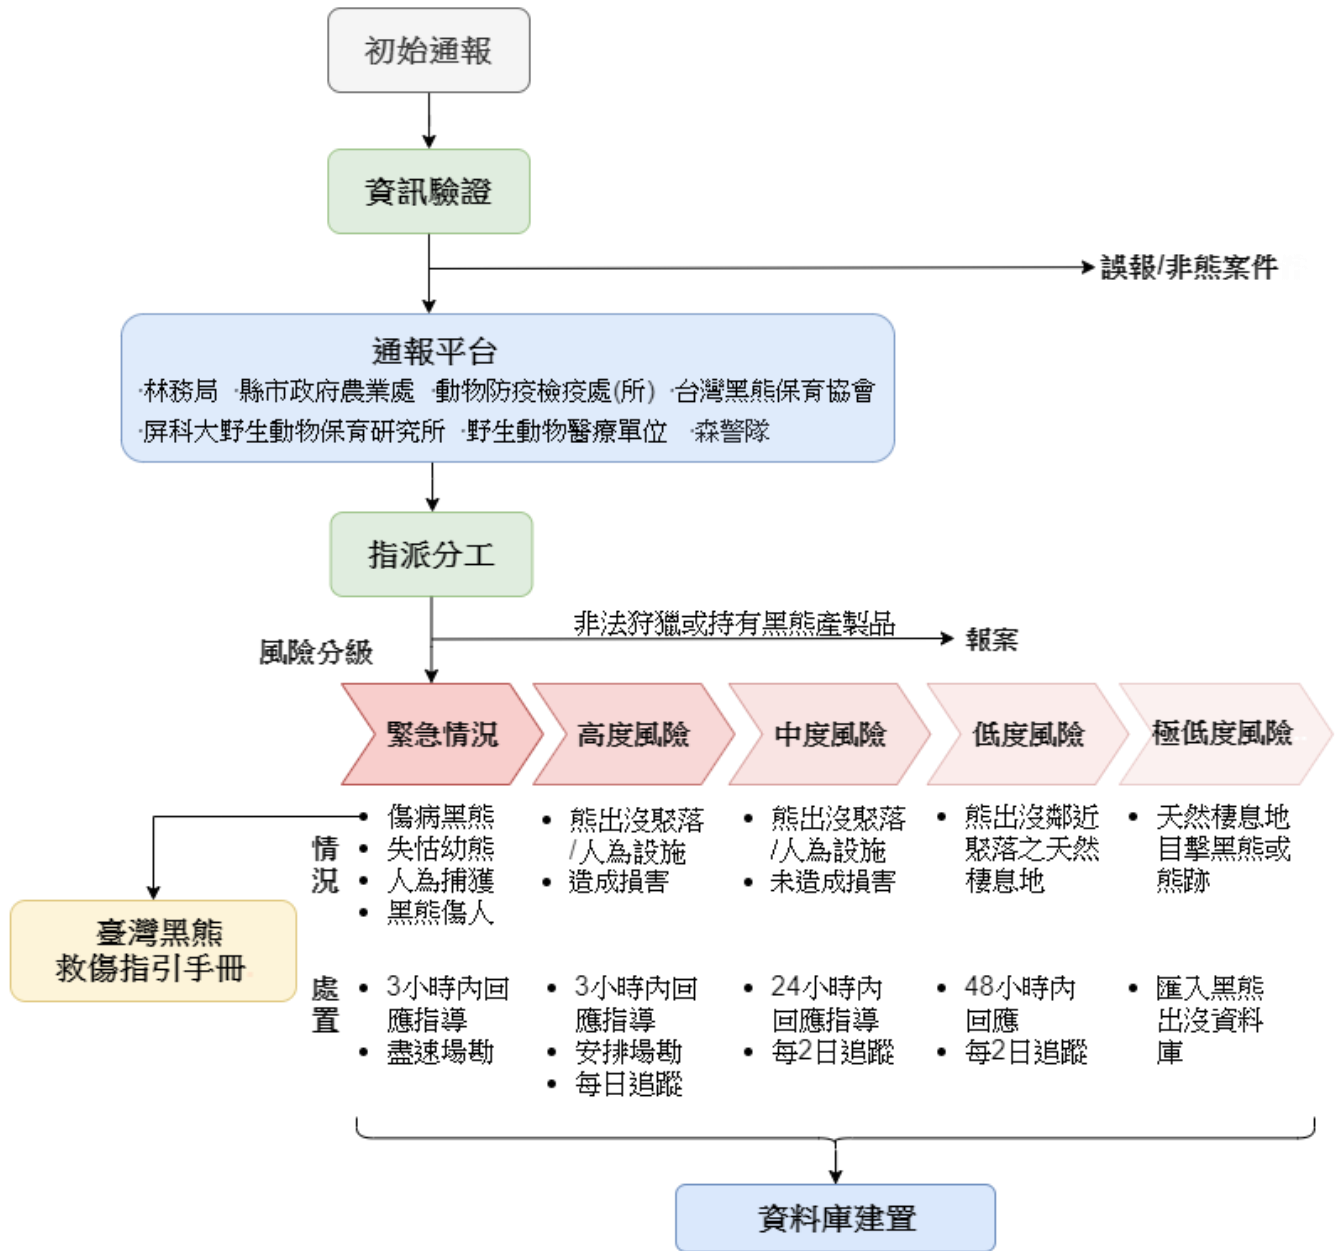 初始通報
資訊驗證
誤報/非熊案件
通報平台
·林務局 ·縣市政府農業處 ·動物防疫檢疫處(所) ·台灣黑熊保育協會
·屏科大野生動物保育研究所 ·野生動物醫療單位 ·森警隊
指派分工
非法狩獵或持有黑熊產製品
報案
風險分級
緊急情況
高度風險
中度風險
低度風險
極低度風險
情況
• 傷病黑熊
• 失怙幼熊
• 人為捕獲
• 黑熊傷人
• 熊出沒聚落
/人為設施
• 造成損害
• 熊出沒聚落
/人為設施
• 未造成損害
• 熊出沒鄰近
聚落之天然
棲息地
• 天然棲息地
目擊黑熊或
熊跡
臺灣黑熊
救傷指引手冊
處置
• 3小時內回
應指導
• 盡速場勘
• 3小時內回
應指導
• 安排場勘
• 每日追蹤
• 24小時內
回應指導
• 每2日追蹤
• 48小時內
回應
• 每2日追蹤
• 匯入黑熊
出沒資料
庫
資料庫建置